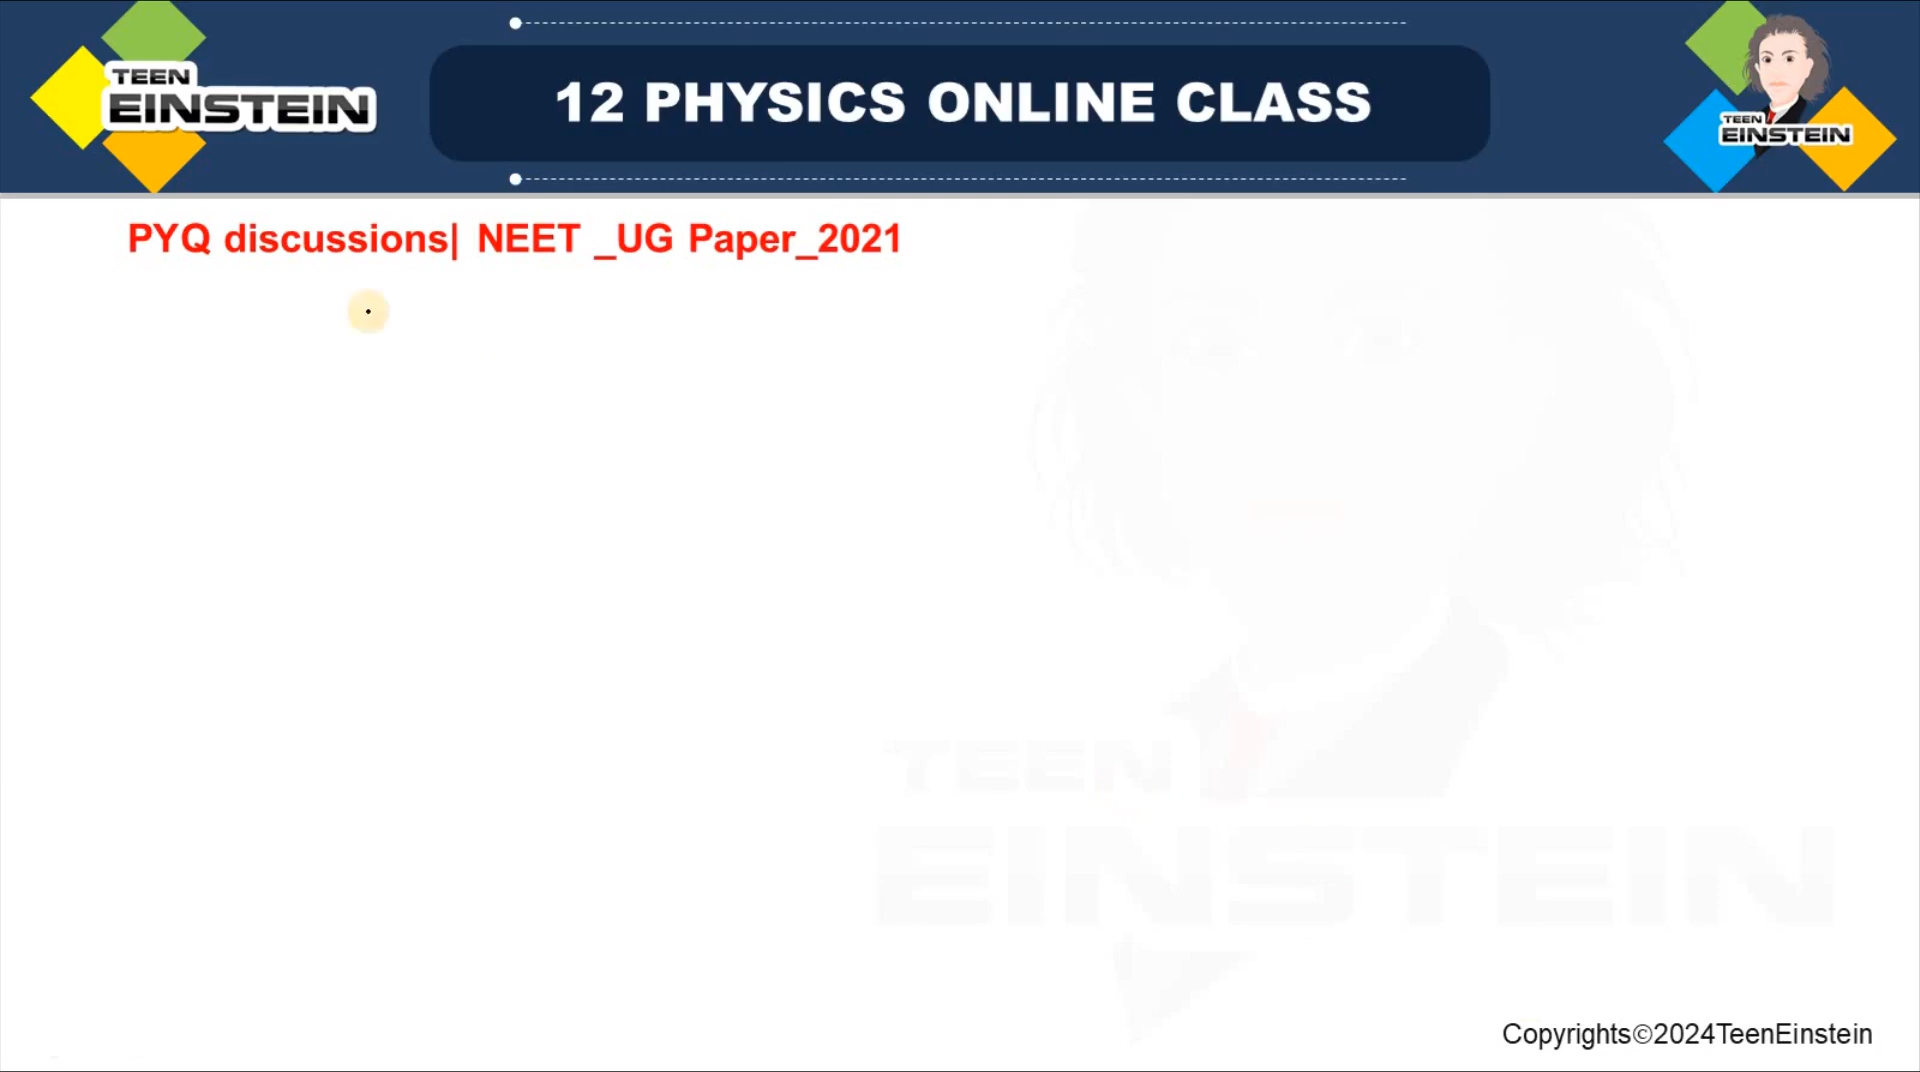 TEEN
EINSTEIN
12 PHYSICS ONLINE CLASS
TEEN
EINSTEIN
PYQ discussions| NEET _UG Paper_2021
TEEN
EINSTEIN
Copyrights©2024TeenEinstein